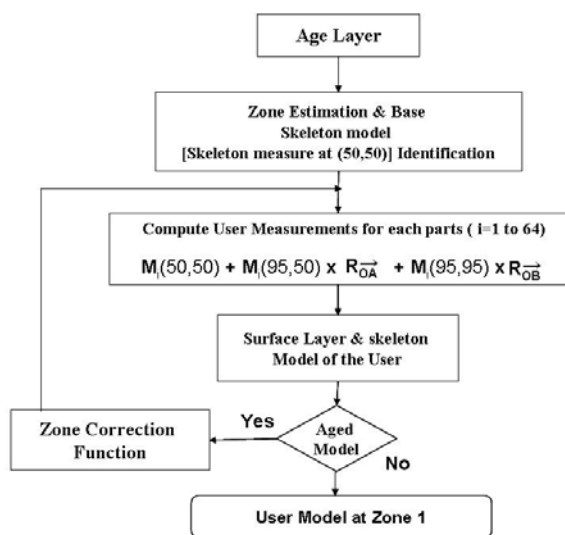 Age Layer
Zone Estimation & Base
Skeleton model
[Skeleton measure at (50,50)] Identification
Compute User Measurements for each parts ( i=1 to 64)
Mᵢ(50,50) + Mᵢ(95,50) x R_OA→ + Mᵢ(95,95) x R_OB→
Surface Layer & skeleton
Model of the User
Yes
Aged
Model
Zone Correction
Function
No
User Model at Zone 1